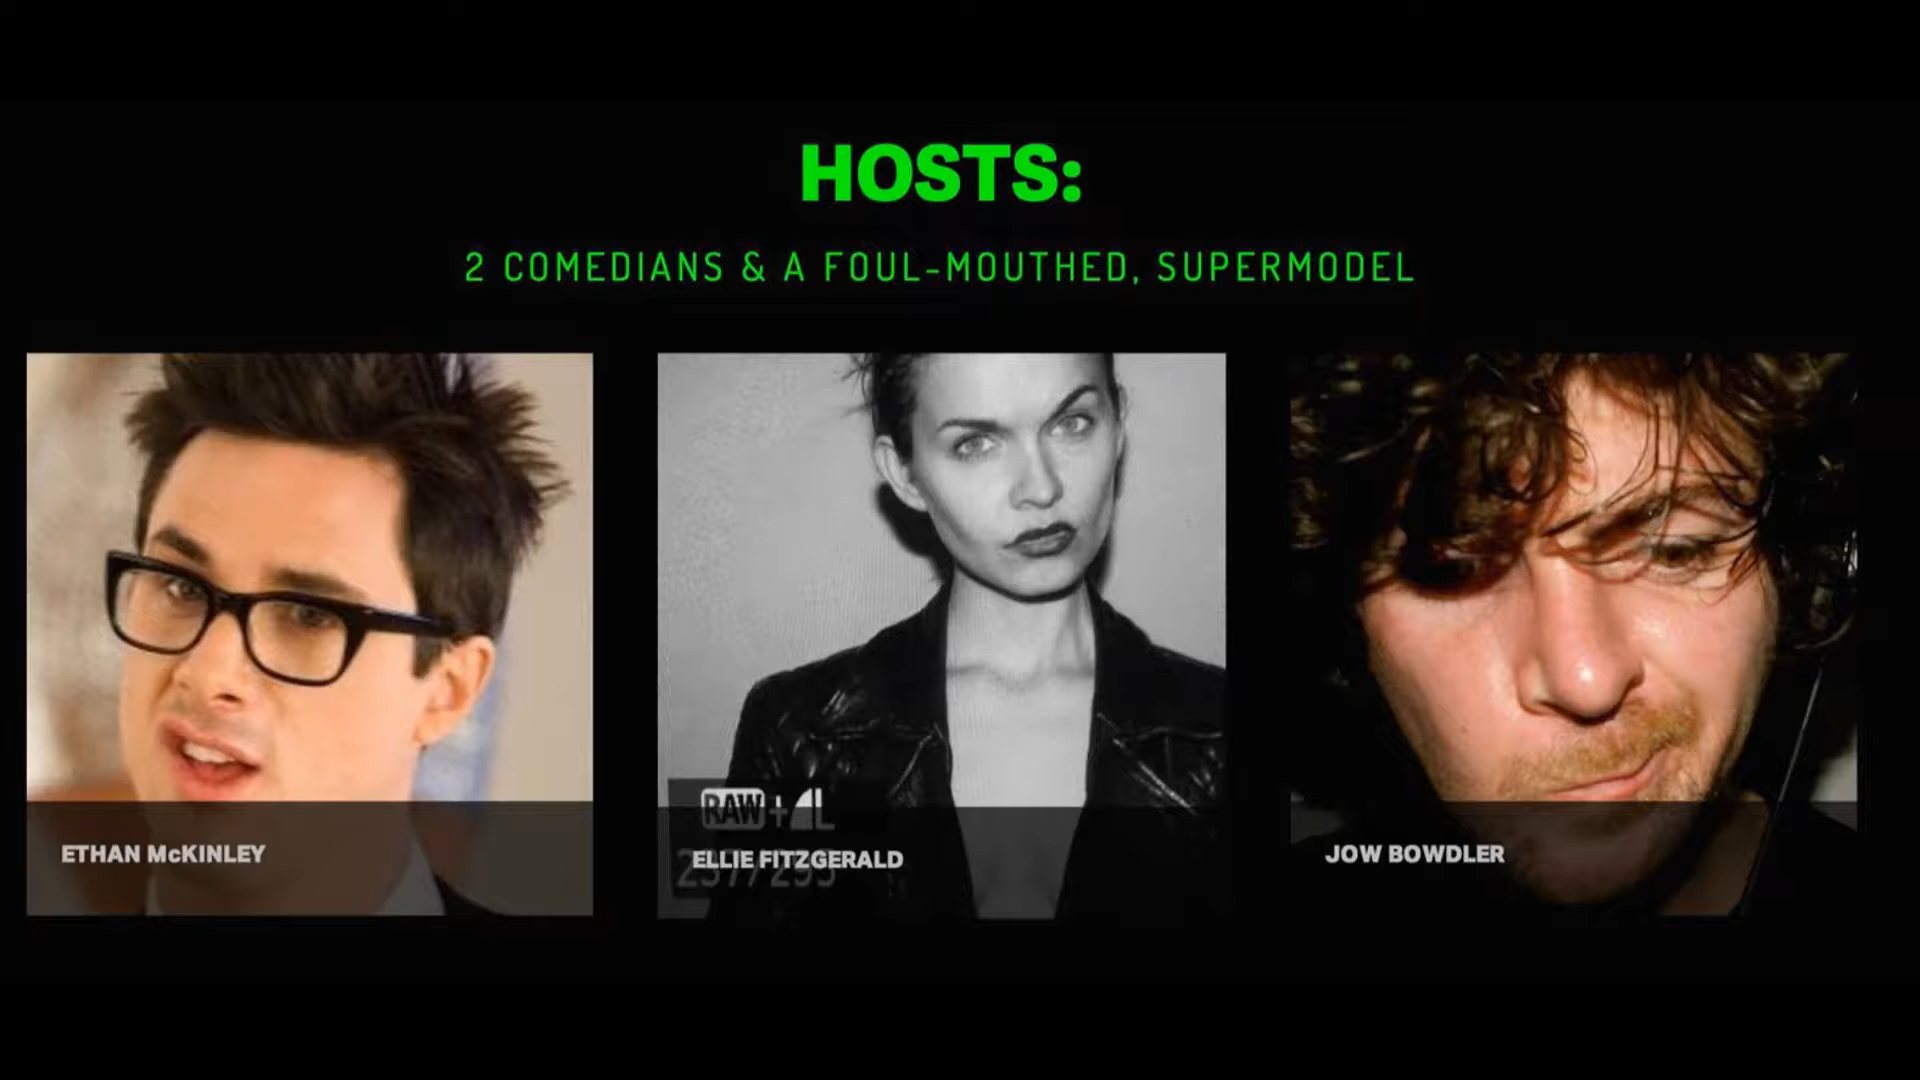 HOSTS:
2 COMEDIANS & A FOUL-MOUTHED, SUPERMODEL
ETHAN McKINLEY
RAW+L
ELLIE FITZGERALD
JOW BOWDLER